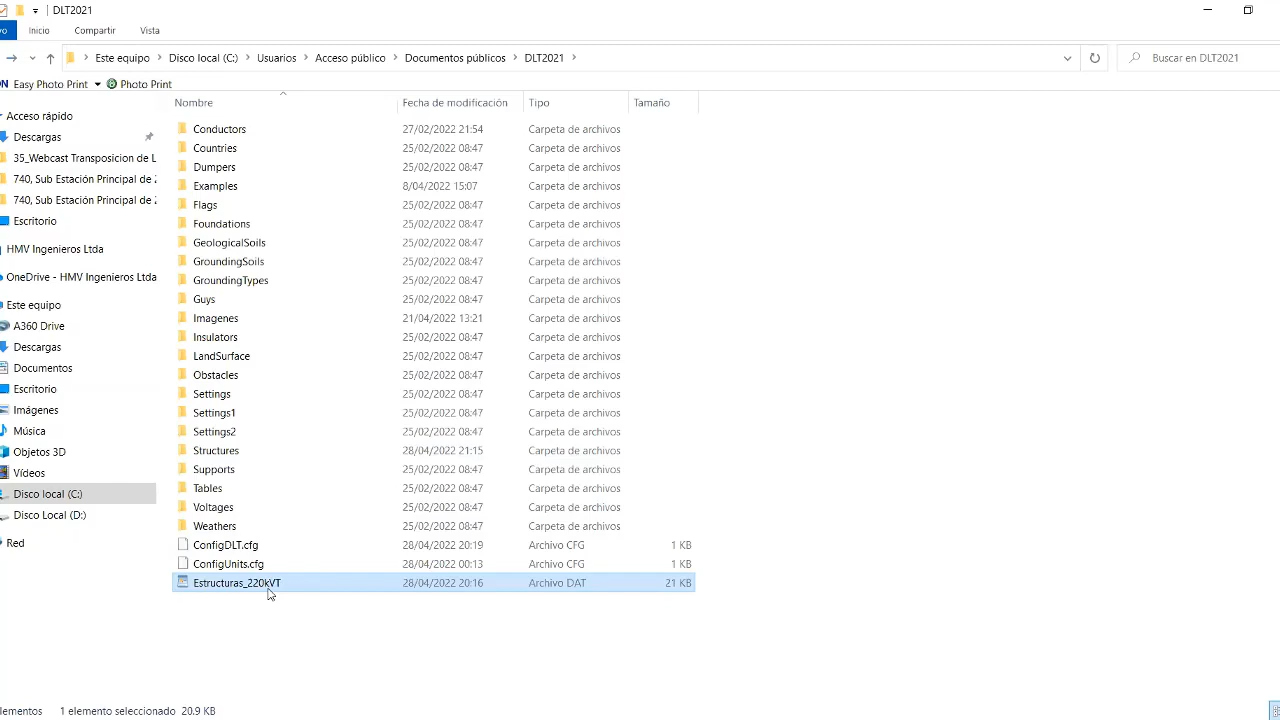 DLT2021
vo Inicio Compartir Vista
Este equipo Disco local (C:) Usuarios Acceso público Documentos públicos DLT2021 Buscar en DLT2021
ON Easy Photo Print Photo Print
Nombre Fecha de modificación Tipo Tamaño
Acceso rápido
Descargas
35_Webcast Transposicion de L
740, Sub Estación Principal de 2
740, Sub Estación Principal de 2
Escritorio
HMV Ingenieros Ltda
OneDrive - HMV Ingenieros Ltda
Este equipo
A360 Drive
Descargas
Documentos
Escritorio
Imágenes
Música
Objetos 3D
Vídeos
Disco local (C:)
Disco Local (D:)
Red
Conductors 27/02/2022 21:54 Carpeta de archivos
Countries 25/02/2022 08:47 Carpeta de archivos
Dumpers 25/02/2022 08:47 Carpeta de archivos
Examples 8/04/2022 15:07 Carpeta de archivos
Flags 25/02/2022 08:47 Carpeta de archivos
Foundations 25/02/2022 08:47 Carpeta de archivos
GeologicalSoils 25/02/2022 08:47 Carpeta de archivos
GroundingSoils 25/02/2022 08:47 Carpeta de archivos
GroundingTypes 25/02/2022 08:47 Carpeta de archivos
Guys 25/02/2022 08:47 Carpeta de archivos
Imagenes 21/04/2022 13:21 Carpeta de archivos
Insulators 25/02/2022 08:47 Carpeta de archivos
LandSurface 25/02/2022 08:47 Carpeta de archivos
Obstacles 25/02/2022 08:47 Carpeta de archivos
Settings 25/02/2022 08:47 Carpeta de archivos
Settings1 25/02/2022 08:47 Carpeta de archivos
Settings2 25/02/2022 08:47 Carpeta de archivos
Structures 28/04/2022 21:15 Carpeta de archivos
Supports 25/02/2022 08:47 Carpeta de archivos
Tables 25/02/2022 08:47 Carpeta de archivos
Voltages 25/02/2022 08:47 Carpeta de archivos
Weathers 25/02/2022 08:47 Carpeta de archivos
ConfigDLT.cfg 28/04/2022 20:19 Archivo CFG 1 KB
ConfigUnits.cfg 28/04/2022 00:13 Archivo CFG 1 KB
Estructuras_220kVT 28/04/2022 20:16 Archivo DAT 21 KB
lementos 1 elemento seleccionado 20.9 KB